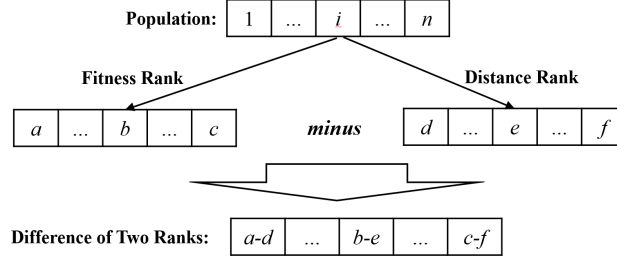 Population: 1 ... i ... n
Fitness Rank
Distance Rank
a ... b ... c
minus
d ... e ... f
Difference of Two Ranks: a-d ... b-e ... c-f